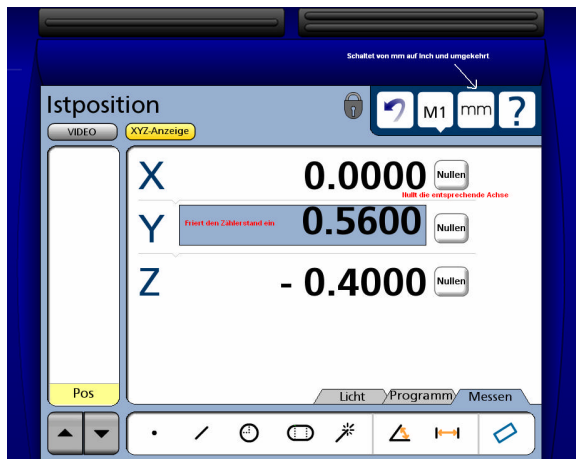 Schaltet von mm auf Inch und umgekehrt
Istposition
M1
mm
?
VIDEO
XYZ-Anzeige
X
0.0000
Nullen
Nullt die entsprechende Achse
Y
Friert den Zählerstand ein
0.5600
Nullen
Z
- 0.4000
Nullen
Pos
Licht
Programm
Messen